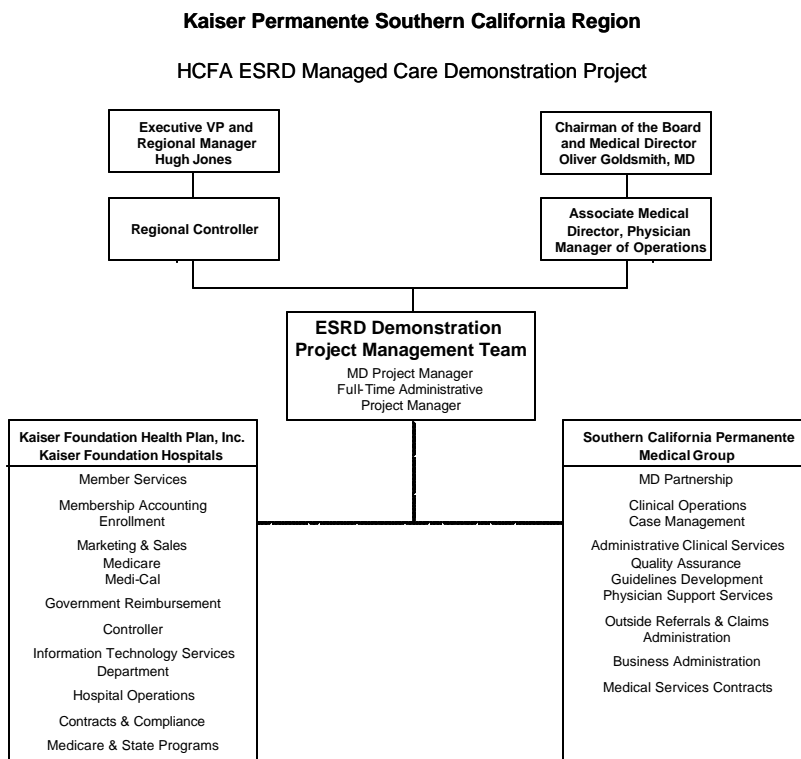 Kaiser Permanente Southern California Region
HCFA ESRD Managed Care Demonstration Project
Executive VP and
Regional Manager
Hugh Jones
Chairman of the Board
and Medical Director
Oliver Goldsmith, MD
Regional Controller
Associate Medical
Director, Physician
Manager of Operations
ESRD Demonstration
Project Management Team
MD Project Manager
Full-Time Administrative
Project Manager
Kaiser Foundation Health Plan, Inc.
Kaiser Foundation Hospitals
Member Services
Membership Accounting
Enrollment
Marketing & Sales
Medicare
Medi-Cal
Government Reimbursement
Controller
Information Technology Services
Department
Hospital Operations
Contracts & Compliance
Medicare & State Programs
Southern California Permanente
Medical Group
MD Partnership
Clinical Operations
Case Management
Administrative Clinical Services
Quality Assurance
Guidelines Development
Physician Support Services
Outside Referrals & Claims
Administration
Business Administration
Medical Services Contracts